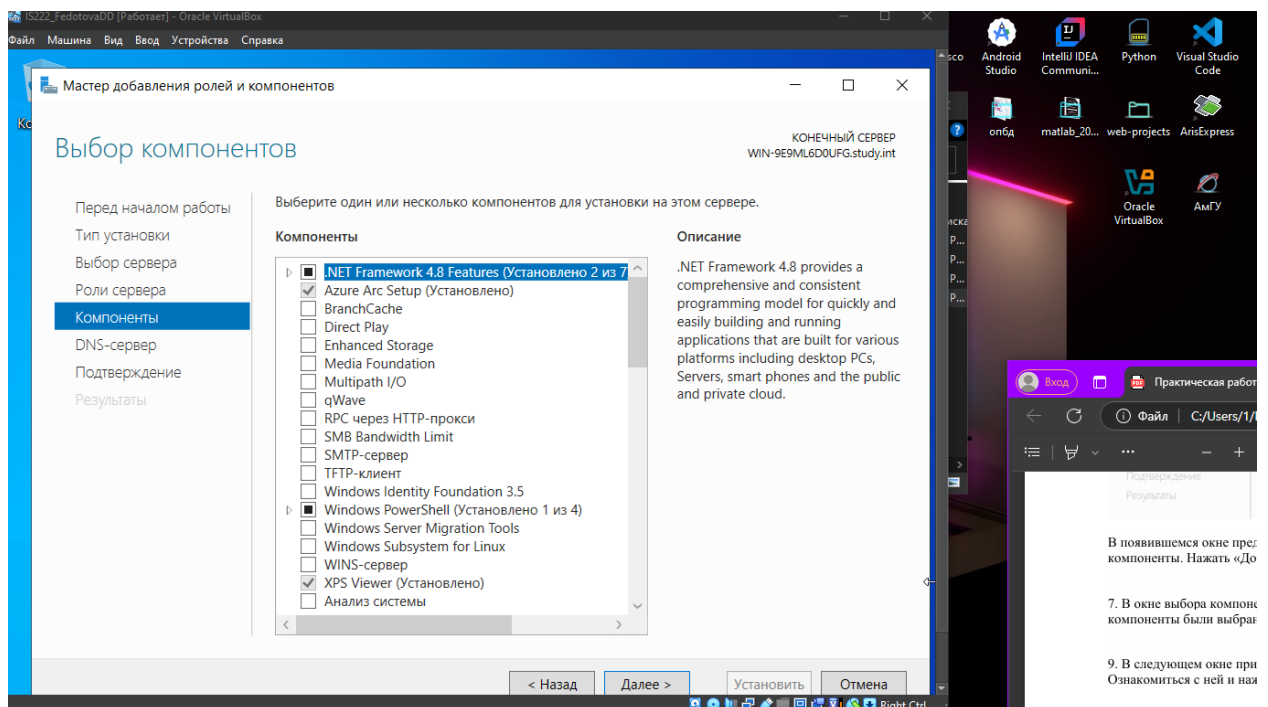 IS222_FedotovaDD [Работает] - Oracle VirtualBox
Файл Машина Вид Ввод Устройства Справка
Мастер добавления ролей и компонентов
Выбор компонентов
КОНЕЧНЫЙ СЕРВЕР
WIN-9E9ML6D0UFG.study.int
Перед началом работы
Тип установки
Выбор сервера
Роли сервера
Компоненты
DNS-сервер
Подтверждение
Результаты
Выберите один или несколько компонентов для установки на этом сервере.
Компоненты
.NET Framework 4.8 Features (Установлено 2 из 7
Azure Arc Setup (Установлено)
BranchCache
Direct Play
Enhanced Storage
Media Foundation
Multipath I/O
qWave
RPC через HTTP-прокси
SMB Bandwidth Limit
SMTP-сервер
TFTP-клиент
Windows Identity Foundation 3.5
Windows PowerShell (Установлено 1 из 4)
Windows Server Migration Tools
Windows Subsystem for Linux
WINS-сервер
XPS Viewer (Установлено)
Анализ системы
Описание
.NET Framework 4.8 provides a
comprehensive and consistent
programming model for quickly and
easily building and running
applications that are built for various
platforms including desktop PCs,
Servers, smart phones and the public
and private cloud.
< Назад
Далее >
Установить
Отмена
Right Ctrl
sco
Android
Studio
IntelliJ IDEA
Communi...
Python
Visual Studio
Code
опбд
matlab_20...
web-projects
ArisExpress
Oracle
VirtualBox
АмГУ
Р...
Р...
Р...
Р...
Вход
Практическая работ
Файл
C:/Users/1/
Подтверждение
Результаты
В появившемся окне пред
компоненты. Нажать «До
7. В окне выбора компоне
компоненты были выбран
9. В следующем окне при
Ознакомиться с ней и наж